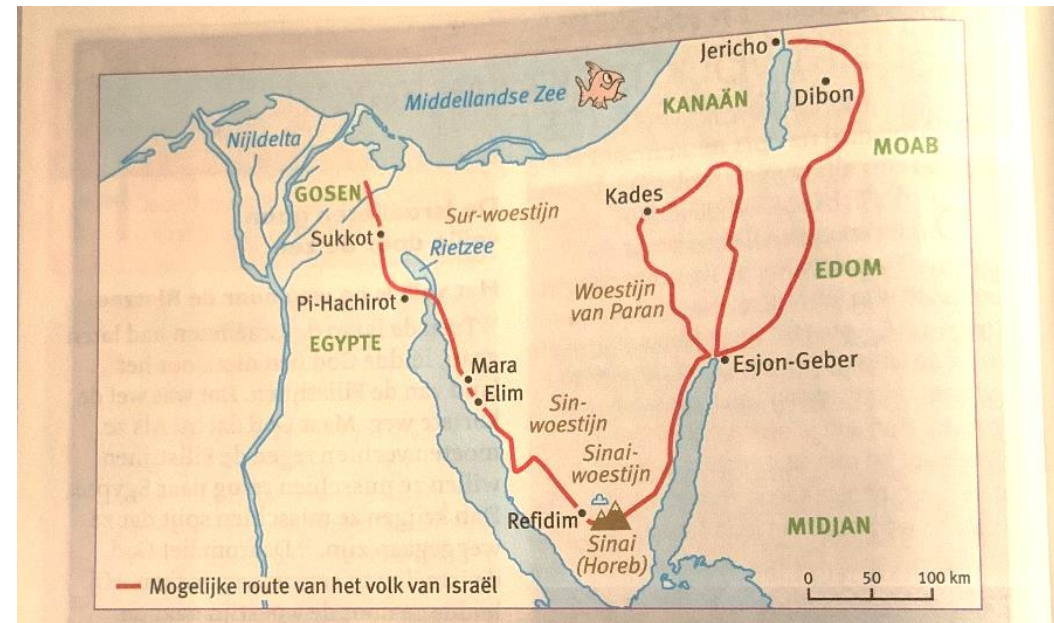 Jericho
Middellandse Zee
KANAÄN
Dibon
Nijldelta
MOAB
GOSEN
Kades
Sur-woestijn
Sukkot
Rietzee
EDOM
Woestijn
van Paran
Pi-Hachirot
EGYPTE
Esjon-Geber
Mara
Elim
Sin-
woestijn
Sinai-
woestijn
Refidim
MIDJAN
Sinai
(Horeb)
Mogelijke route van het volk van Israël
0 50 100 km